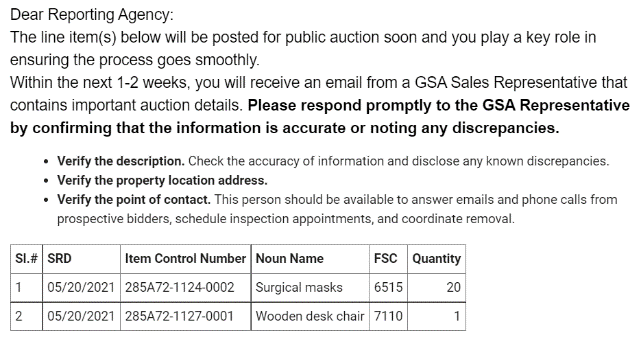 Dear Reporting Agency:
The line item(s) below will be posted for public auction soon and you play a key role in
ensuring the process goes smoothly.
Within the next 1-2 weeks, you will receive an email from a GSA Sales Representative that
contains important auction details. Please respond promptly to the GSA Representative
by confirming that the information is accurate or noting any discrepancies.
• Verify the description. Check the accuracy of information and disclose any known discrepancies.
• Verify the property location address.
• Verify the point of contact. This person should be available to answer emails and phone calls from
prospective bidders, schedule inspection appointments, and coordinate removal.
Sl.# SRD Item Control Number Noun Name FSC Quantity
1 05/20/2021 285A72-1124-0002 Surgical masks 6515 20
2 05/20/2021 285A72-1127-0001 Wooden desk chair 7110 1